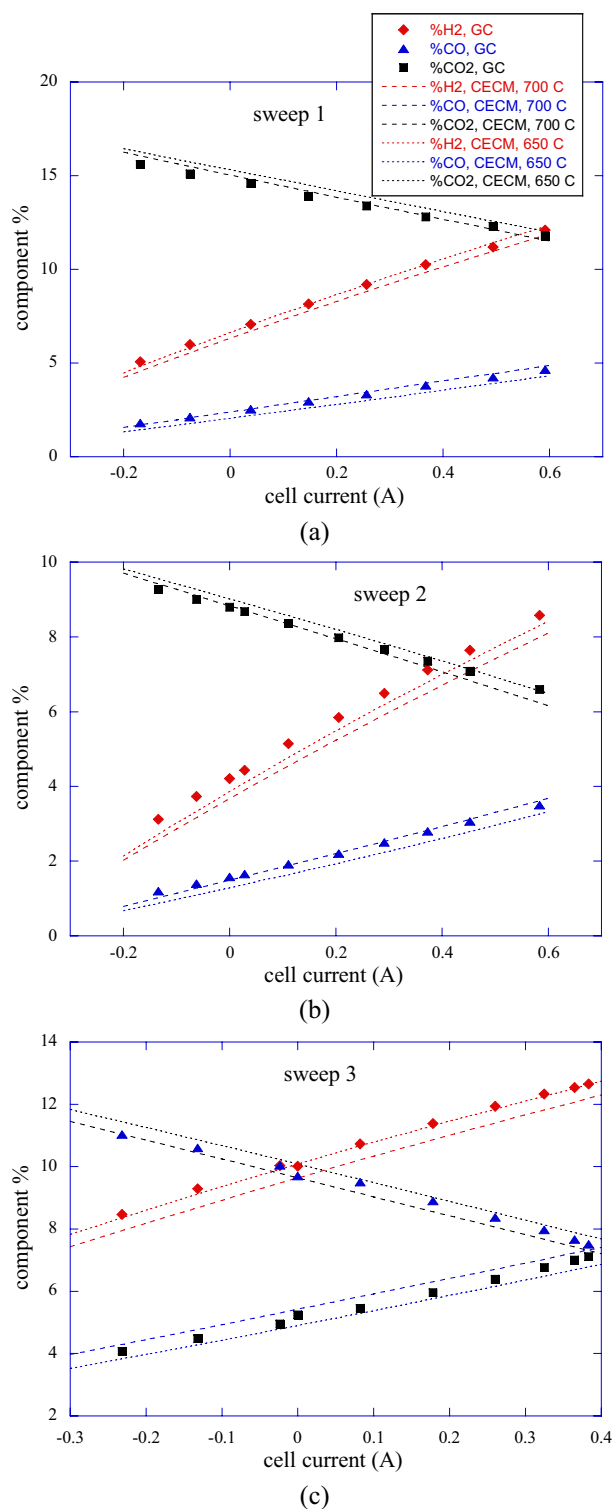 %H2, GC
%CO, GC
%CO2, GC
%H2, CECM, 700 C
%CO, CECM, 700 C
%CO2, CECM, 700 C
%H2, CECM, 650 C
%CO, CECM, 650 C
%CO2, CECM, 650 C
sweep 1
component %
20
15
10
5
0
-0.2 0 0.2 0.4 0.6
cell current (A)
(a)
sweep 2
component %
10
8
6
4
2
0
-0.2 0 0.2 0.4 0.6
cell current (A)
(b)
sweep 3
component %
14
12
10
8
6
4
2
-0.3 -0.2 -0.1 0 0.1 0.2 0.3 0.4
cell current (A)
(c)